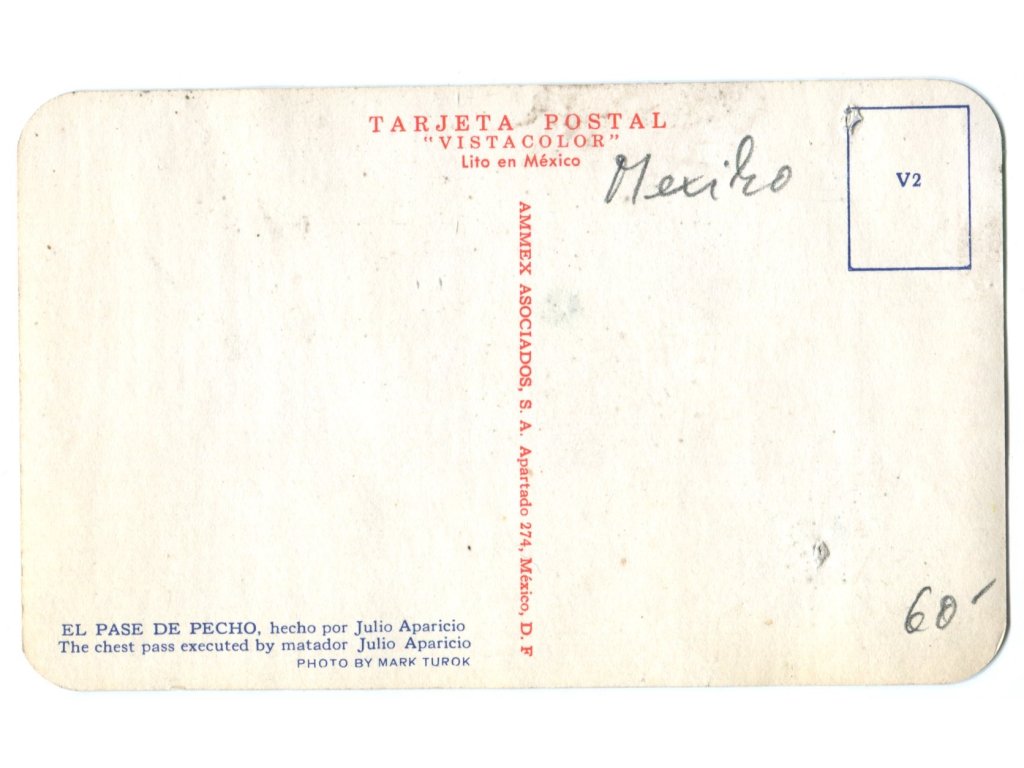 TARJETA POSTAL
"VISTACOLOR"
Lito en México
Mexiko
V2
AMMEX ASOCIADOS, S. A. Apartado 274, México, D. F
60-
EL PASE DE PECHO, hecho por Julio Aparicio
The chest pass executed by matador Julio Aparicio
PHOTO BY MARK TUROK